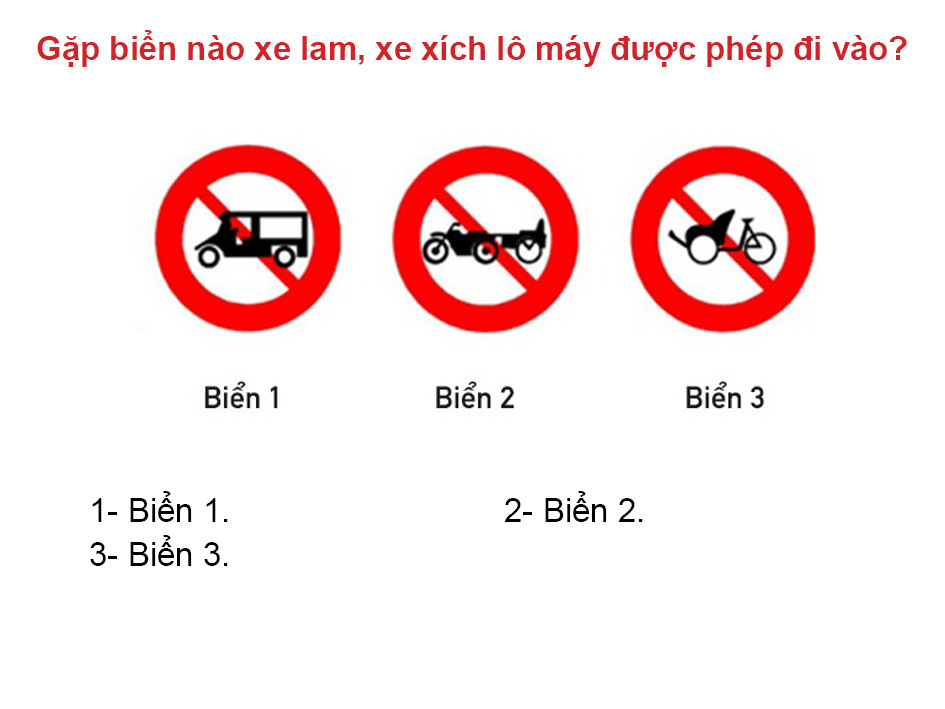 Gặp biển nào xe lam, xe xích lô máy được phép đi vào?
Biển 1 Biển 2 Biển 3
1- Biển 1. 2- Biển 2.
3- Biển 3.